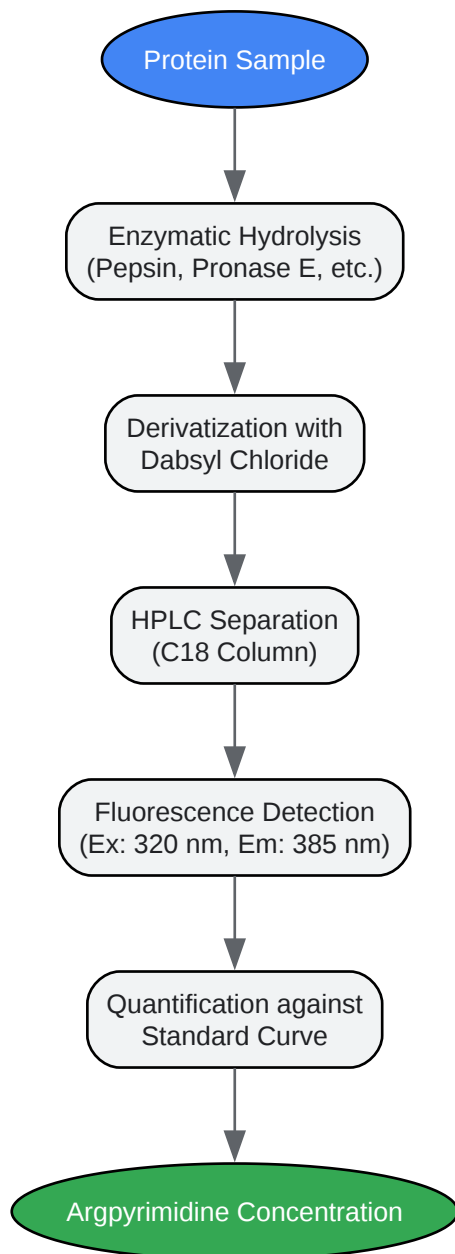 Protein Sample
Enzymatic Hydrolysis
(Pepsin, Pronase E, etc.)
Derivatization with
Dabsyl Chloride
HPLC Separation
(C18 Column)
Fluorescence Detection
(Ex: 320 nm, Em: 385 nm)
Quantification against
Standard Curve
Argpyrimidine Concentration